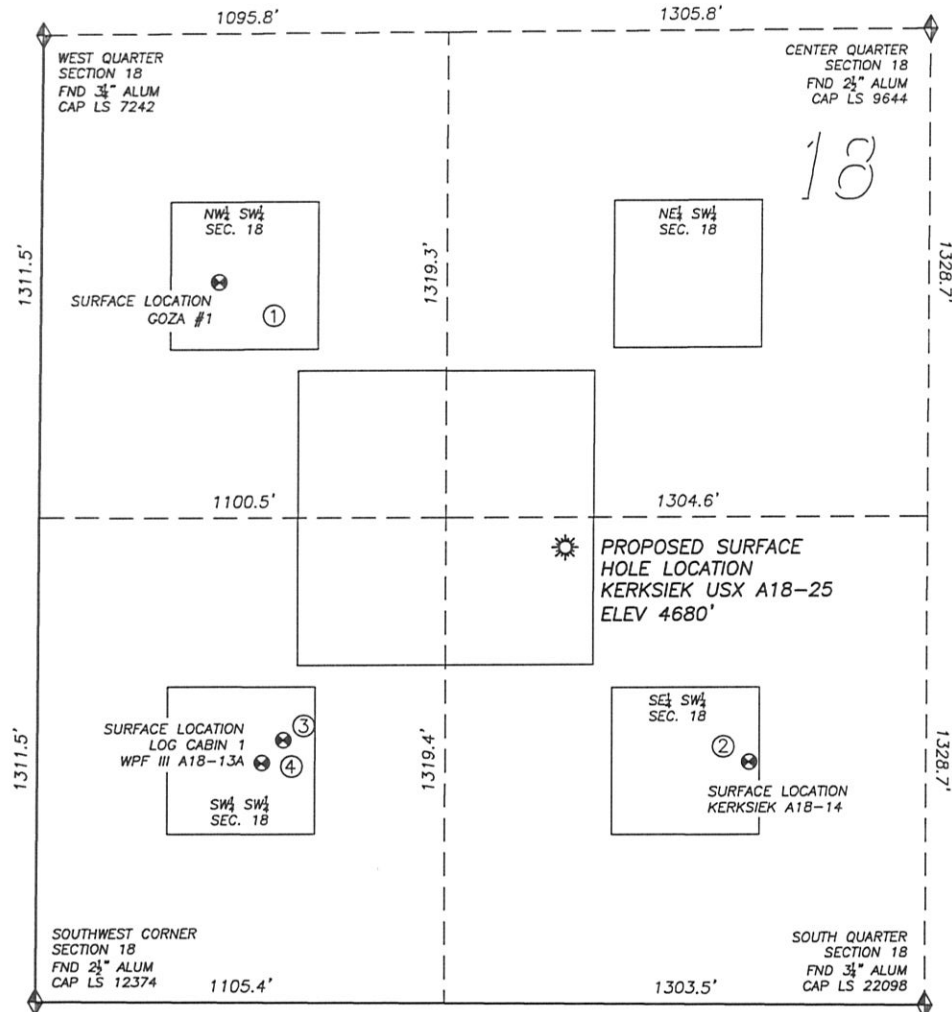 1095.8'
1305.8'
WEST QUARTER
SECTION 18
FND 3¼" ALUM
CAP LS 7242
CENTER QUARTER
SECTION 18
FND 2½" ALUM
CAP LS 9644
18
NW¼ SW¼
SEC. 18
NE¼ SW¼
SEC. 18
1311.5'
1319.3'
1328.7'
SURFACE LOCATION
GOZA #1
①
1100.5'
1304.6'
PROPOSED SURFACE
HOLE LOCATION
KERKSIEK USX A18-25
ELEV 4680'
SURFACE LOCATION
LOG CABIN 1
WPF III A18-13A
③
④
SW¼ SW¼
SEC. 18
SE¼ SW¼
SEC. 18
②
SURFACE LOCATION
KERKSIEK A18-14
1311.5'
1319.4'
1328.7'
SOUTHWEST CORNER
SECTION 18
FND 2½" ALUM
CAP LS 12374
SOUTH QUARTER
SECTION 18
FND 3¼" ALUM
CAP LS 22098
1105.4'
1303.5'